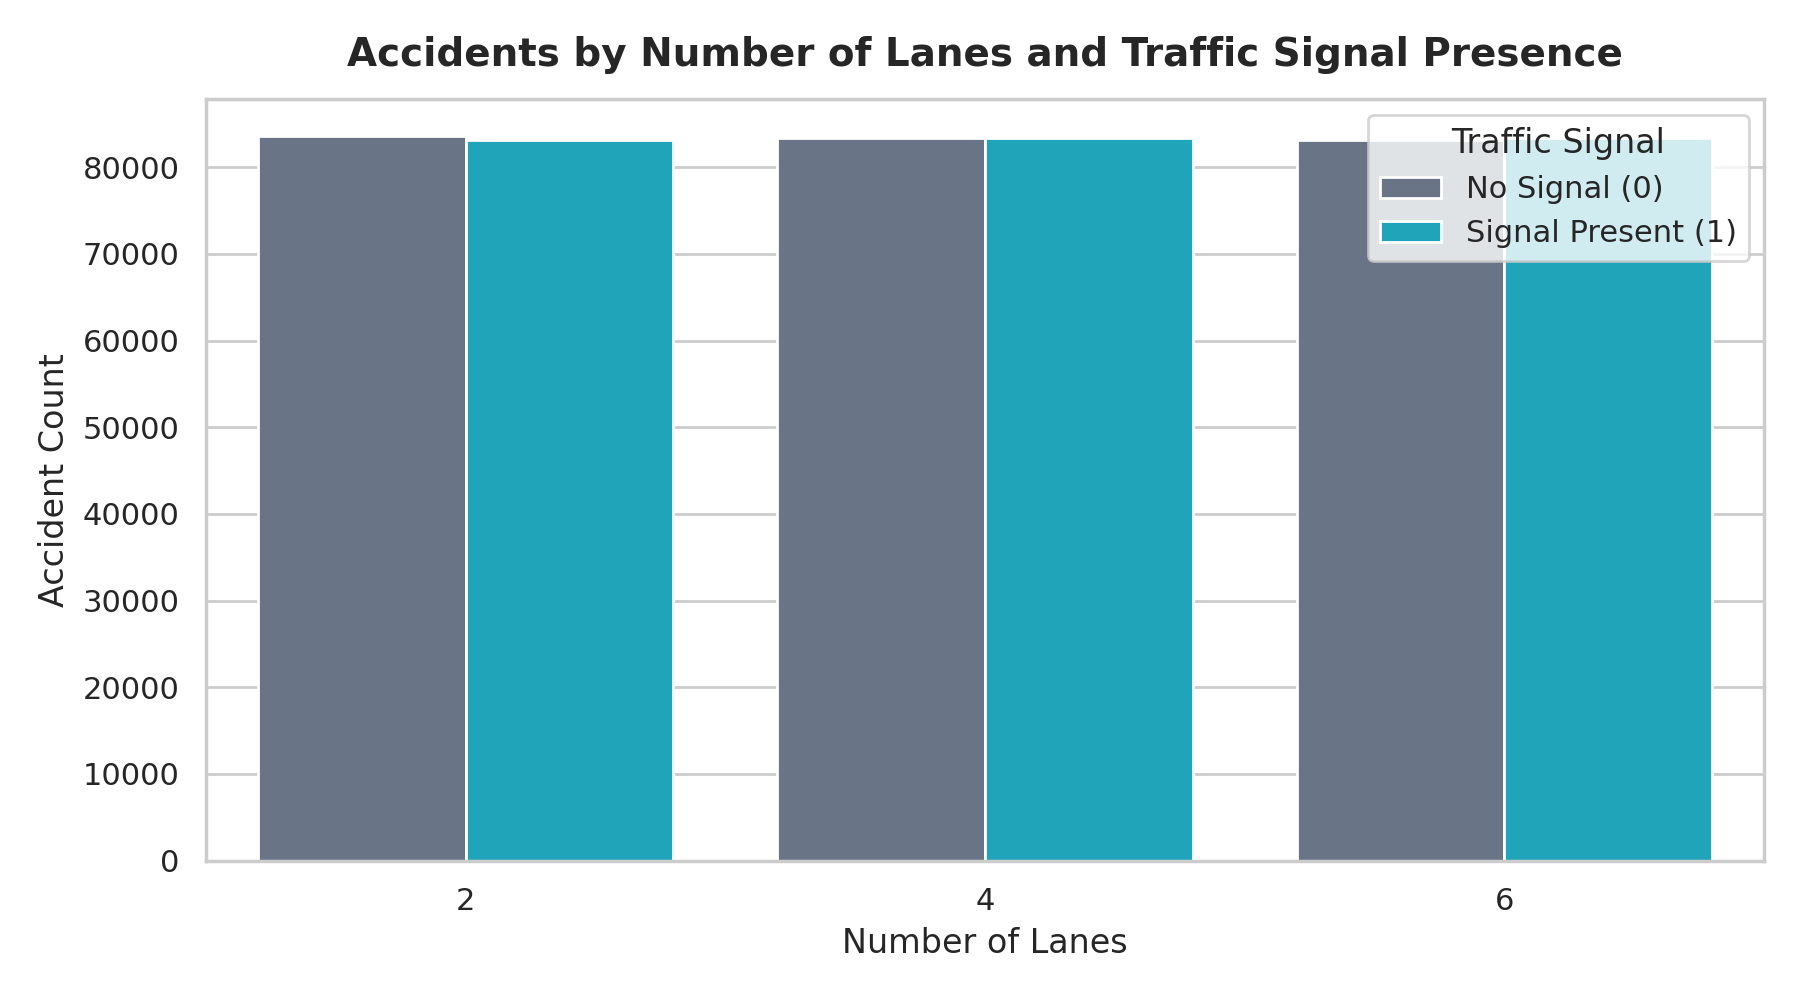 Accidents by Number of Lanes and Traffic Signal Presence
Traffic Signal
No Signal (0)
Signal Present (1)
Accident Count
80000
70000
60000
50000
40000
30000
20000
10000
0
2
4
6
Number of Lanes